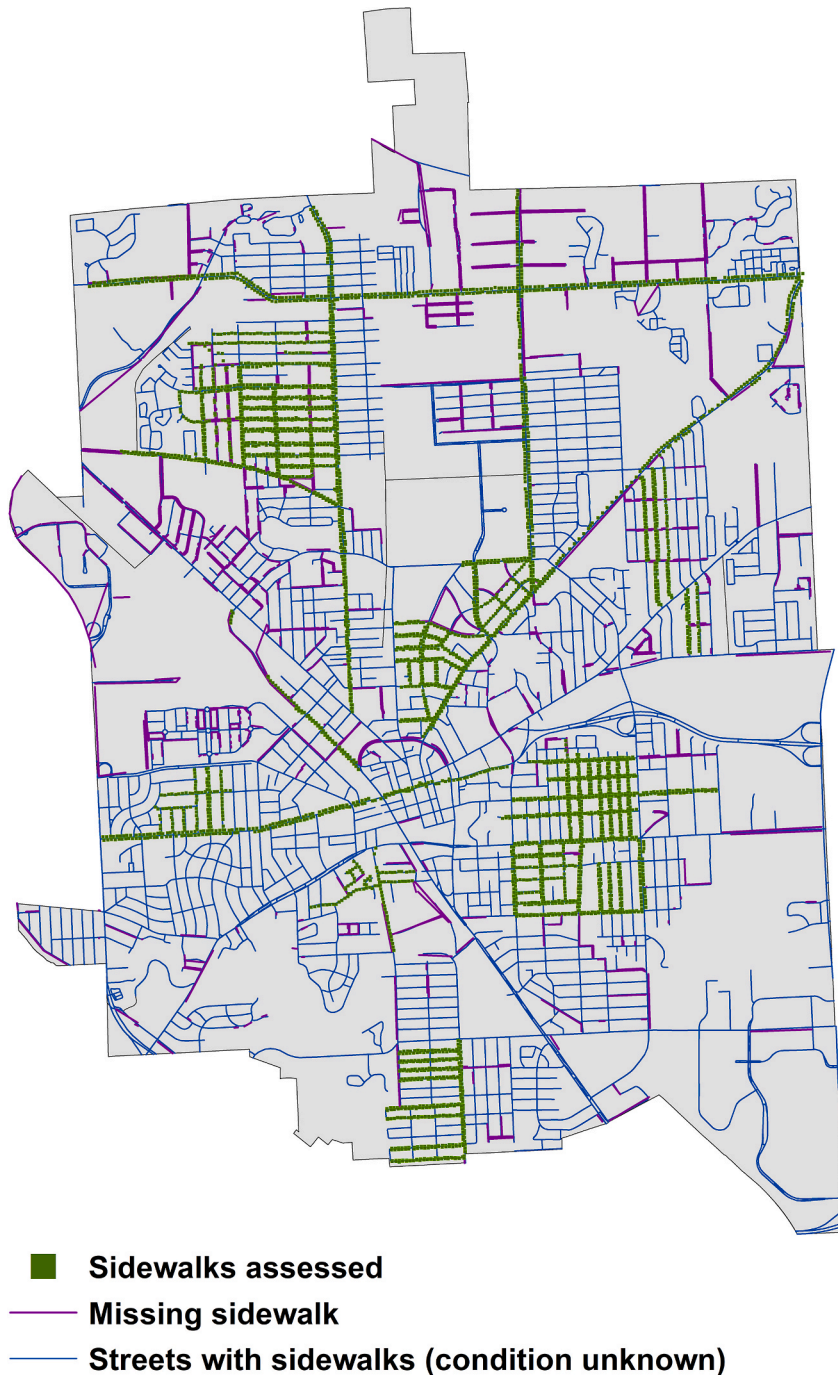 Sidewalks assessed
Missing sidewalk
Streets with sidewalks (condition unknown)